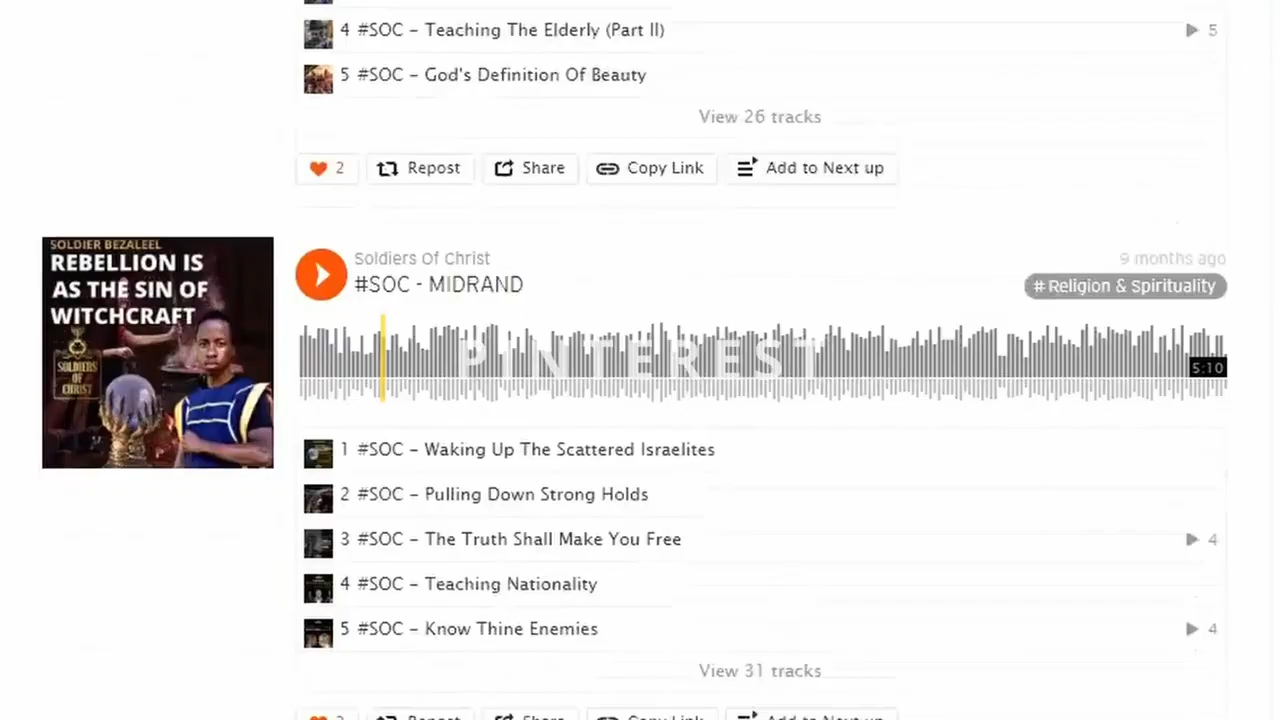 4 #SOC – Teaching The Elderly (Part II)
5
5 #SOC – God's Definition Of Beauty
View 26 tracks
2
Repost
Share
Copy Link
Add to Next up
SOLDIER BEZALEEL
REBELLION IS
AS THE SIN OF
WITCHCRAFT
SOLDIERS
OF
CHRIST
Soldiers Of Christ
9 months ago
#SOC - MIDRAND
# Religion & Spirituality
PINTEREST
5:10
1 #SOC – Waking Up The Scattered Israelites
2 #SOC – Pulling Down Strong Holds
3 #SOC – The Truth Shall Make You Free
4
4 #SOC – Teaching Nationality
5 #SOC – Know Thine Enemies
4
View 31 tracks
Repost
Share
Copy Link
Add to Next up